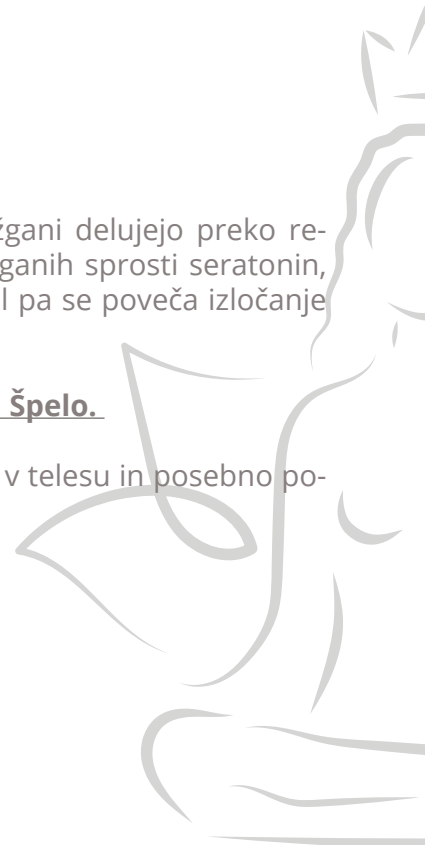 žgani delujejo preko re-
ganih sprosti seratonin,
l pa se poveča izločanje
Špelo.
v telesu in posebno po-